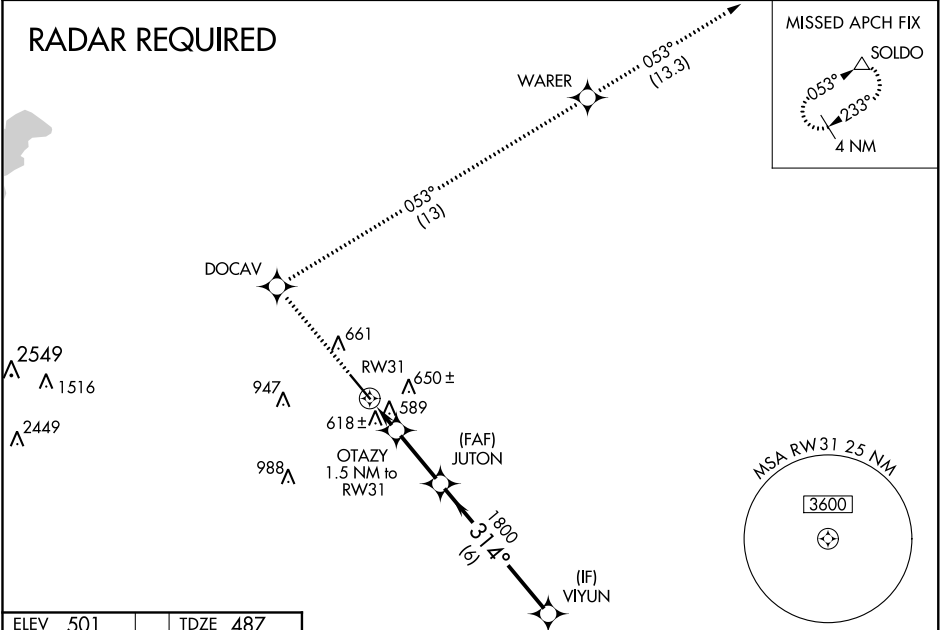 RADAR REQUIRED
MISSED APCH FIX
SOLDO
053°
233°
4 NM
053°
(13.3)
WARER
053°
(13)
DOCAV
661
2549
1516
RW31
650 ±
947
589
2449
618 ±
OTAZY
1.5 NM to
RW31
(FAF)
JUTON
988
MSA RW31 25 NM
3600
1800
314°
(6)
(IF)
VIYUN
ELEV 501
TDZE 487